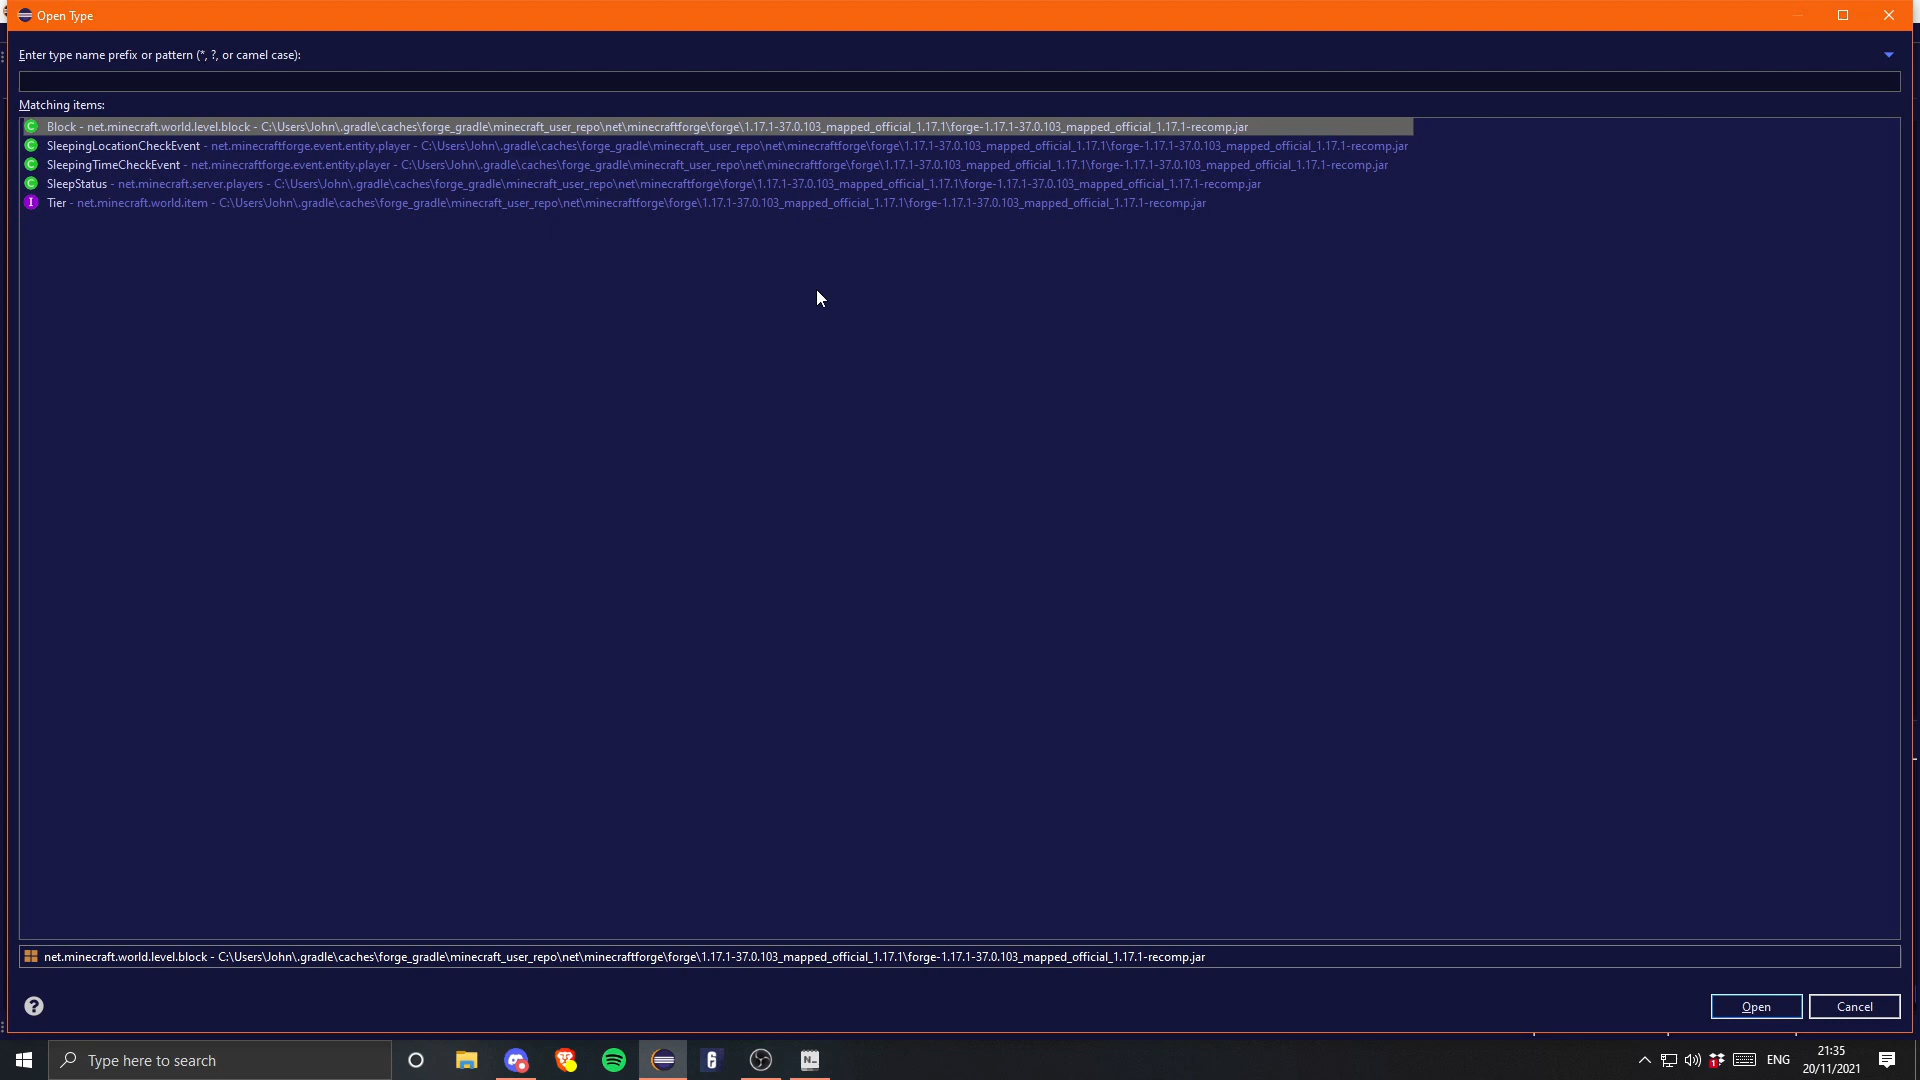 Open Type
Enter type name prefix or pattern (*, ?, or camel case):
Matching items:
Block - net.minecraft.world.level.block - C:\Users\John\.gradle\caches\forge_gradle\minecraft_user_repo\net\minecraftforge\forge\1.17.1-37.0.103_mapped_official_1.17.1\forge-1.17.1-37.0.103_mapped_official_1.17.1-recomp.jar
SleepingLocationCheckEvent - net.minecraftforge.event.entity.player - C:\Users\John\.gradle\caches\forge_gradle\minecraft_user_repo\net\minecraftforge\forge\1.17.1-37.0.103_mapped_official_1.17.1\forge-1.17.1-37.0.103_mapped_official_1.17.1-recomp.jar
SleepingTimeCheckEvent - net.minecraftforge.event.entity.player - C:\Users\John\.gradle\caches\forge_gradle\minecraft_user_repo\net\minecraftforge\forge\1.17.1-37.0.103_mapped_official_1.17.1\forge-1.17.1-37.0.103_mapped_official_1.17.1-recomp.jar
SleepStatus - net.minecraft.server.players - C:\Users\John\.gradle\caches\forge_gradle\minecraft_user_repo\net\minecraftforge\forge\1.17.1-37.0.103_mapped_official_1.17.1\forge-1.17.1-37.0.103_mapped_official_1.17.1-recomp.jar
Tier - net.minecraft.world.item - C:\Users\John\.gradle\caches\forge_gradle\minecraft_user_repo\net\minecraftforge\forge\1.17.1-37.0.103_mapped_official_1.17.1\forge-1.17.1-37.0.103_mapped_official_1.17.1-recomp.jar
net.minecraft.world.level.block - C:\Users\John\.gradle\caches\forge_gradle\minecraft_user_repo\net\minecraftforge\forge\1.17.1-37.0.103_mapped_official_1.17.1\forge-1.17.1-37.0.103_mapped_official_1.17.1-recomp.jar
Open
Cancel
Type here to search
ENG
21:35
20/11/2021